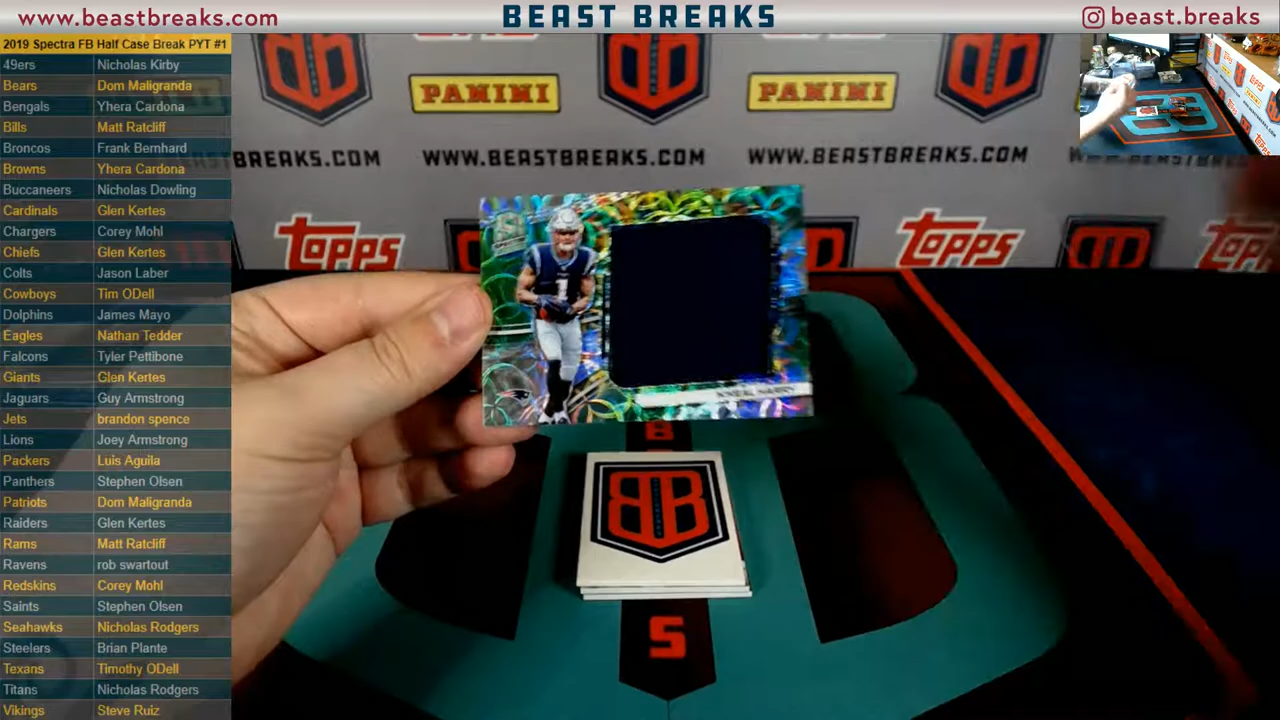 www.beastbreaks.com
BEAST BREAKS
beast.breaks
2019 Spectra FB Half Case Break PYT #1
49ers Nicholas Kirby
Bears Dom Maligranda
Bengals Yhera Cardona
Bills Matt Ratcliff
Broncos Frank Bernhard
Browns Yhera Cardona
Buccaneers Nicholas Dowling
Cardinals Glen Kertes
Chargers Corey Mohl
Chiefs Glen Kertes
Colts Jason Laber
Cowboys Tim ODell
Dolphins James Mayo
Eagles Nathan Tedder
Falcons Tyler Pettibone
Giants Glen Kertes
Jaguars Guy Armstrong
Jets brandon spence
Lions Joey Armstrong
Packers Luis Aguila
Panthers Stephen Olsen
Patriots Dom Maligranda
Raiders Glen Kertes
Rams Matt Ratcliff
Ravens rob swartout
Redskins Corey Mohl
Saints Stephen Olsen
Seahawks Nicholas Rodgers
Steelers Brian Plante
Texans Timothy ODell
Titans Nicholas Rodgers
Vikings Steve Ruiz
PANINI
PANINI
BREAKS.COM
WWW.BEASTBREAKS.COM
WWW.BEASTBREAKS.COM
topps
topps
1
B
BB
S